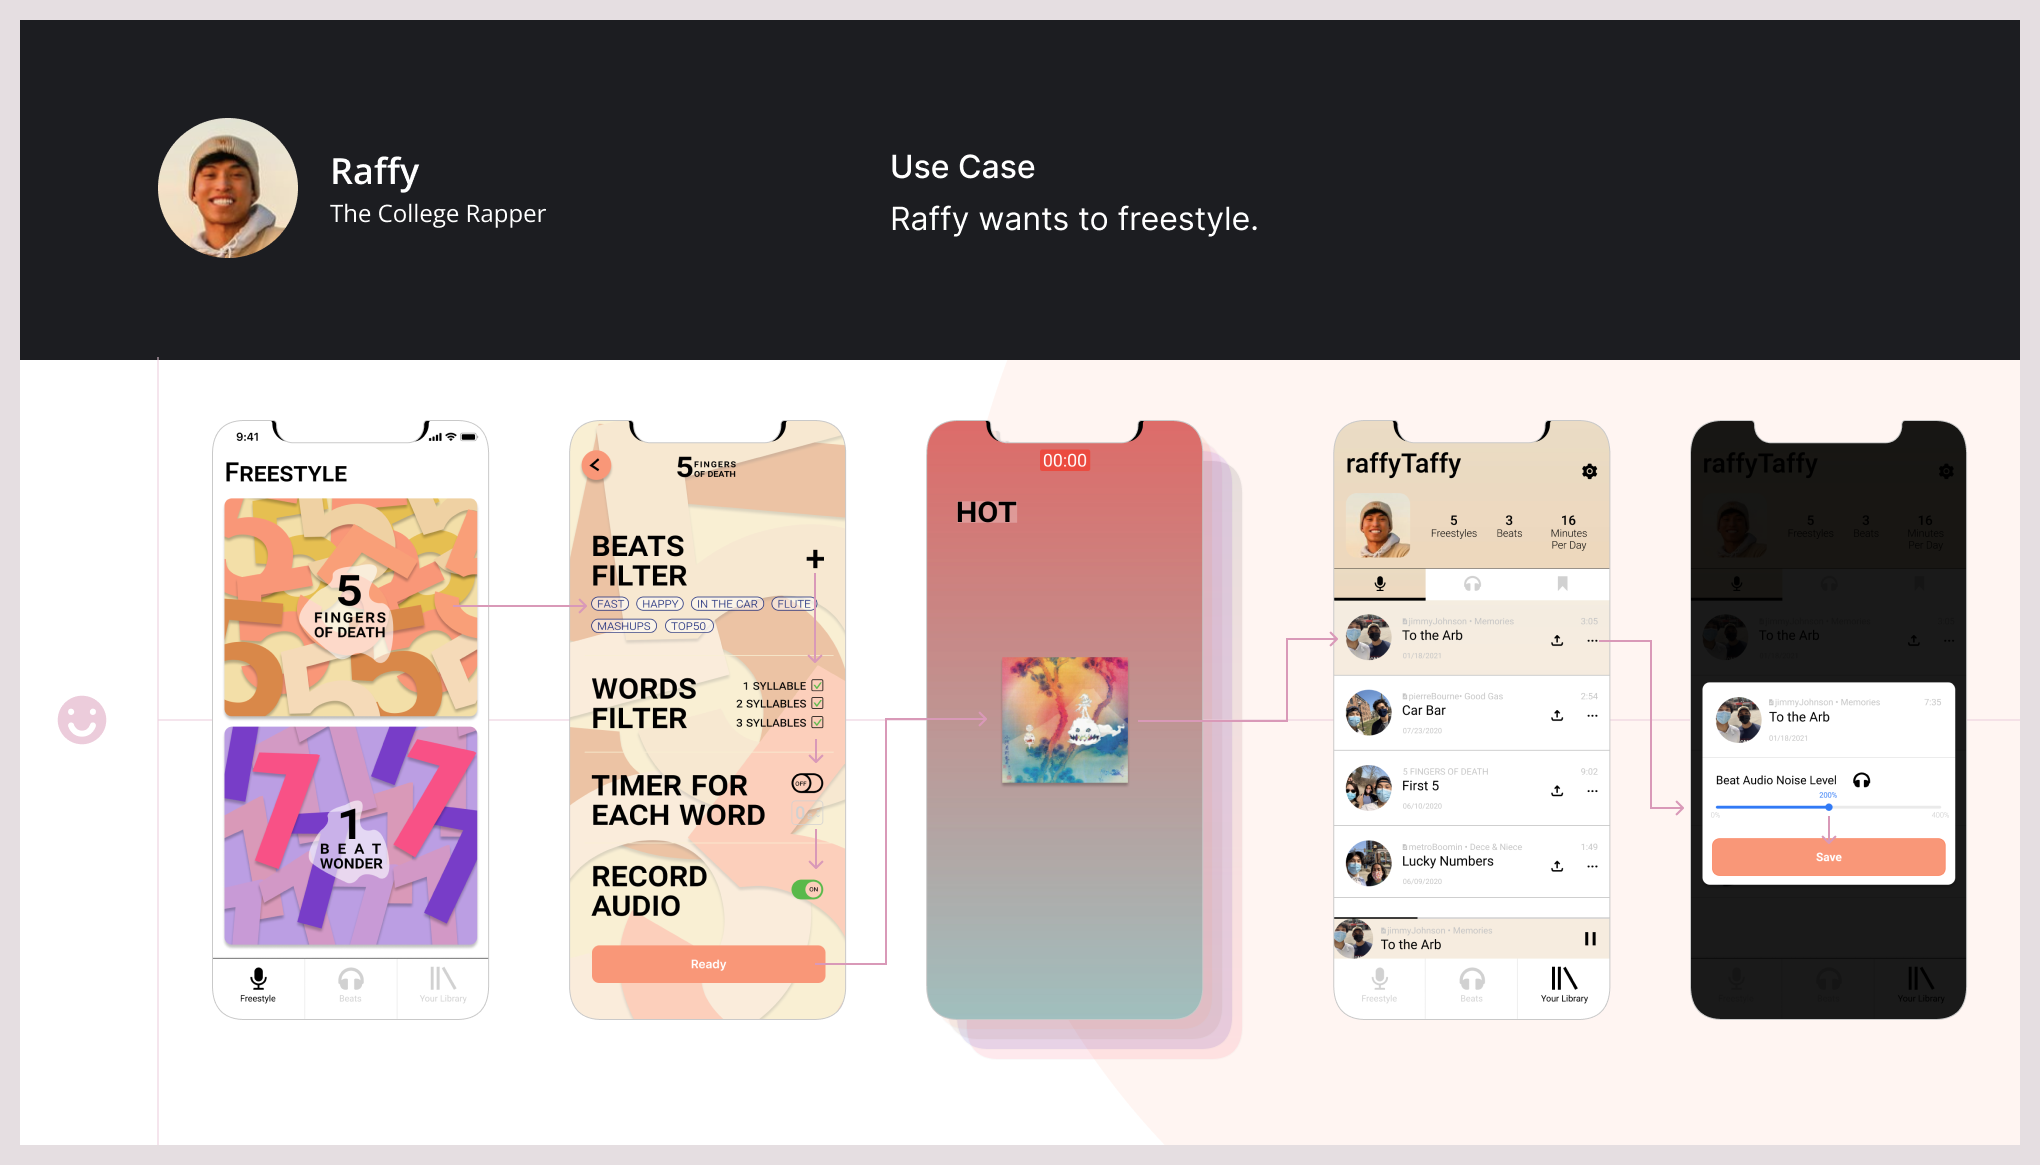 Raffy
The College Rapper
Use Case
Raffy wants to freestyle.
9:41
FREESTYLE
5
FINGERS
OF DEATH
1
BEAT
WONDER
Freestyle
Beats
Your Library
5 FINGERS
OF DEATH
BEATS
FILTER
FAST
HAPPY
IN THE CAR
FLUTE
MASHUPS
TOP50
WORDS
FILTER
1 SYLLABLE
2 SYLLABLES
3 SYLLABLES
TIMER FOR
EACH WORD
OFF
RECORD
AUDIO
ON
Ready
00:00
HOT
raffyTaffy
5
Freestyles
3
Beats
16
Minutes
Per Day
jimmyJohnson • Memories
3:05
To the Arb
01/18/2021
pierreBourne• Good Gas
2:54
Car Bar
07/23/2020
5 FINGERS OF DEATH
9:02
First 5
06/10/2020
metroBoomin • Dece & Niece
1:49
Lucky Numbers
06/09/2020
jimmyJohnson • Memories
To the Arb
Freestyle
Beats
Your Library
raffyTaffy
5
Freestyles
3
Beats
16
Minutes
Per Day
To the Arb
jimmyJohnson • Memories
7:35
To the Arb
01/18/2021
Beat Audio Noise Level
200%
0%
400%
Save
Your Library